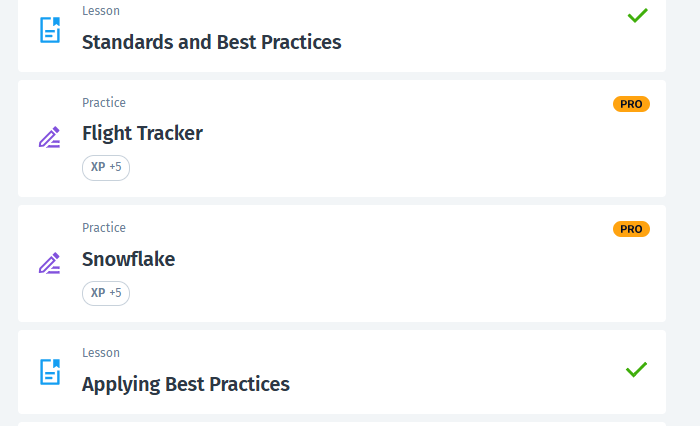 Lesson
Standards and Best Practices
Practice
PRO
Flight Tracker
XP +5
Practice
PRO
Snowflake
XP +5
Lesson
Applying Best Practices